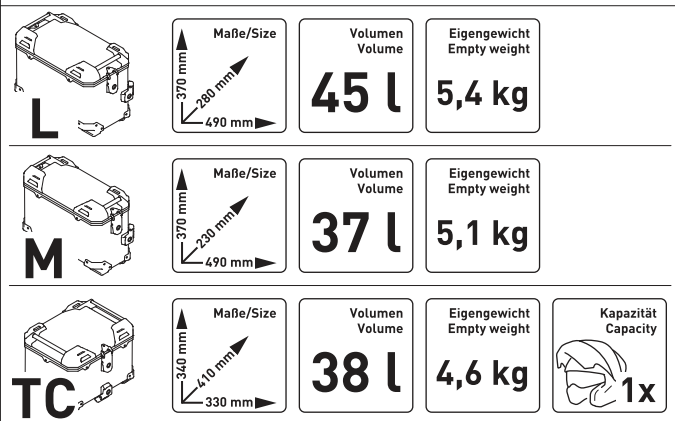 L
Maße/Size
370 mm
280 mm
490 mm
Volumen
Volume
45 l
Eigengewicht
Empty weight
5,4 kg
M
Maße/Size
370 mm
230 mm
490 mm
Volumen
Volume
37 l
Eigengewicht
Empty weight
5,1 kg
TC
Maße/Size
340 mm
410 mm
330 mm
Volumen
Volume
38 l
Eigengewicht
Empty weight
4,6 kg
Kapazität
Capacity
1x